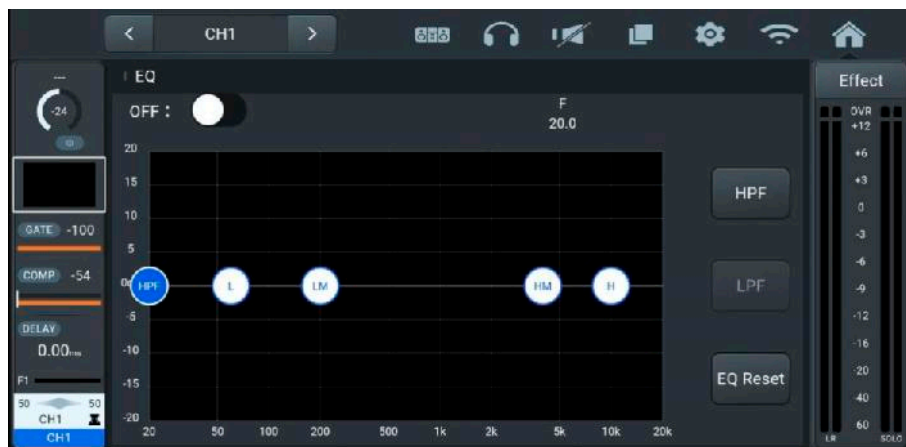 CH1
EQ
Effect
---
-24
OFF :
F
20.0
OVR
+12
+6
+3
0
-3
-6
-9
-12
-16
-20
-40
60
LR
SOLO
GATE -100
COMP -54
DELAY
0.00ms
F1
50 50
CH1
CH1
20
15
10
5
0
-5
-10
-15
-20
HPF
L
LM
HM
H
20 50 100 200 500 1k 2k 5k 10k 20k
HPF
LPF
EQ Reset